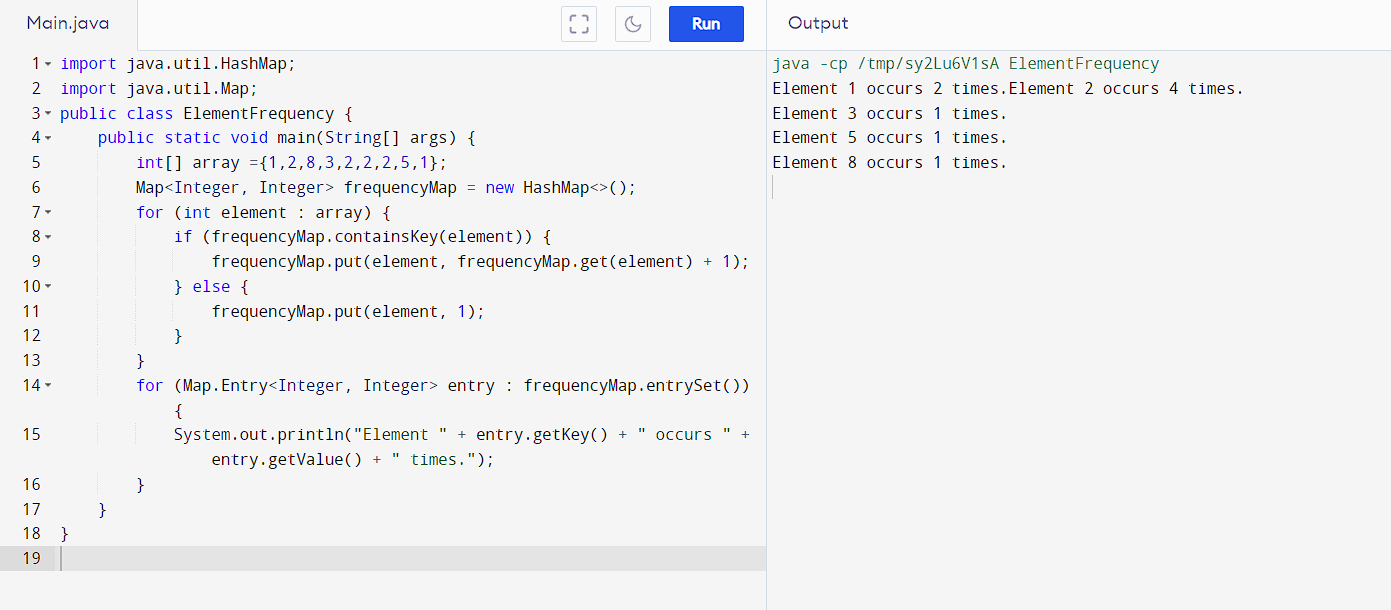 Main.java
Run
Output
1 import java.util.HashMap;
2 import java.util.Map;
3 public class ElementFrequency {
4     public static void main(String[] args) {
5         int[] array ={1,2,8,3,2,2,2,5,1};
6         Map<Integer, Integer> frequencyMap = new HashMap<>();
7         for (int element : array) {
8             if (frequencyMap.containsKey(element)) {
9                 frequencyMap.put(element, frequencyMap.get(element) + 1);
10             } else {
11                 frequencyMap.put(element, 1);
12             }
13         }
14         for (Map.Entry<Integer, Integer> entry : frequencyMap.entrySet())
            {
15             System.out.println("Element " + entry.getKey() + " occurs " +
                entry.getValue() + " times.");
16         }
17     }
18 }
19
java -cp /tmp/sy2Lu6V1sA ElementFrequency
Element 1 occurs 2 times.Element 2 occurs 4 times.
Element 3 occurs 1 times.
Element 5 occurs 1 times.
Element 8 occurs 1 times.